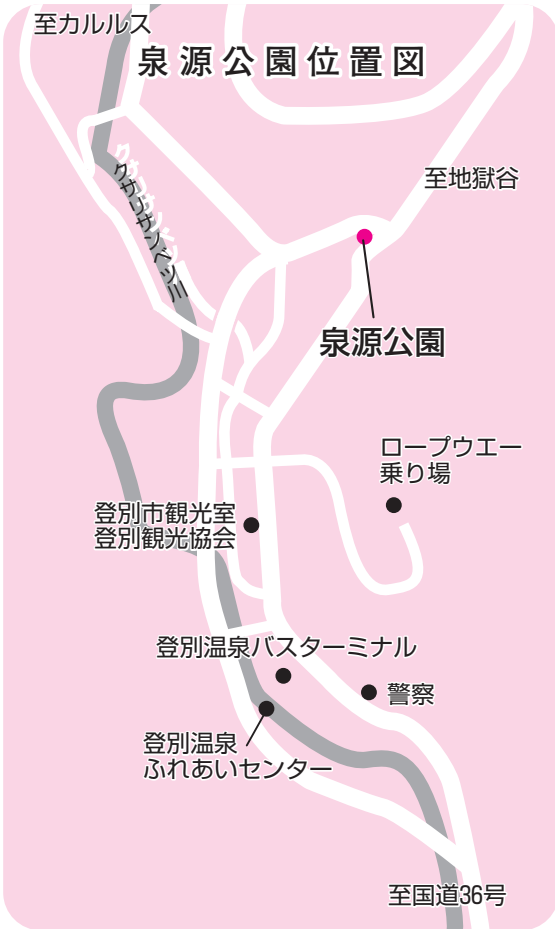 至カルルス
泉源公園位置図
クサリサンベツ川
至地獄谷
泉源公園
ロープウエー
乗り場
登別市観光室
登別観光協会
登別温泉バスターミナル
警察
登別温泉
ふれあいセンター
至国道36号